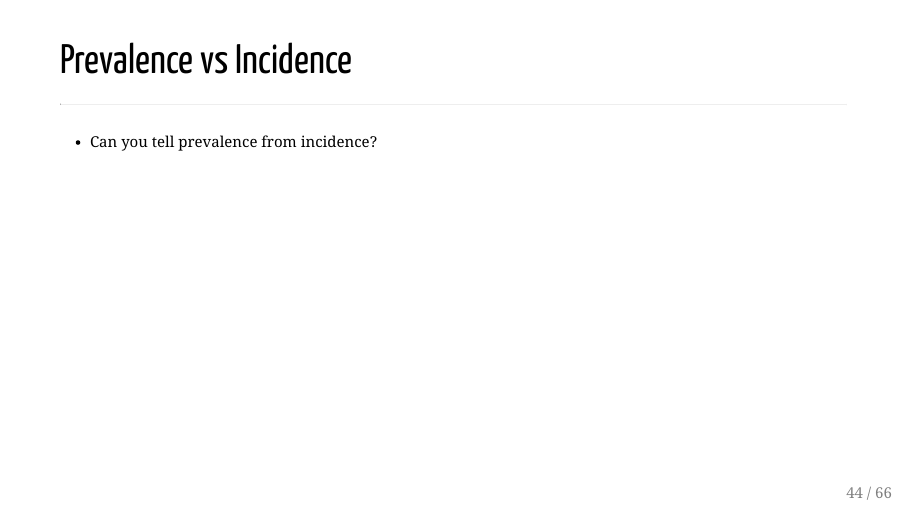 Prevalence vs Incidence
• Can you tell prevalence from incidence?
44 / 66